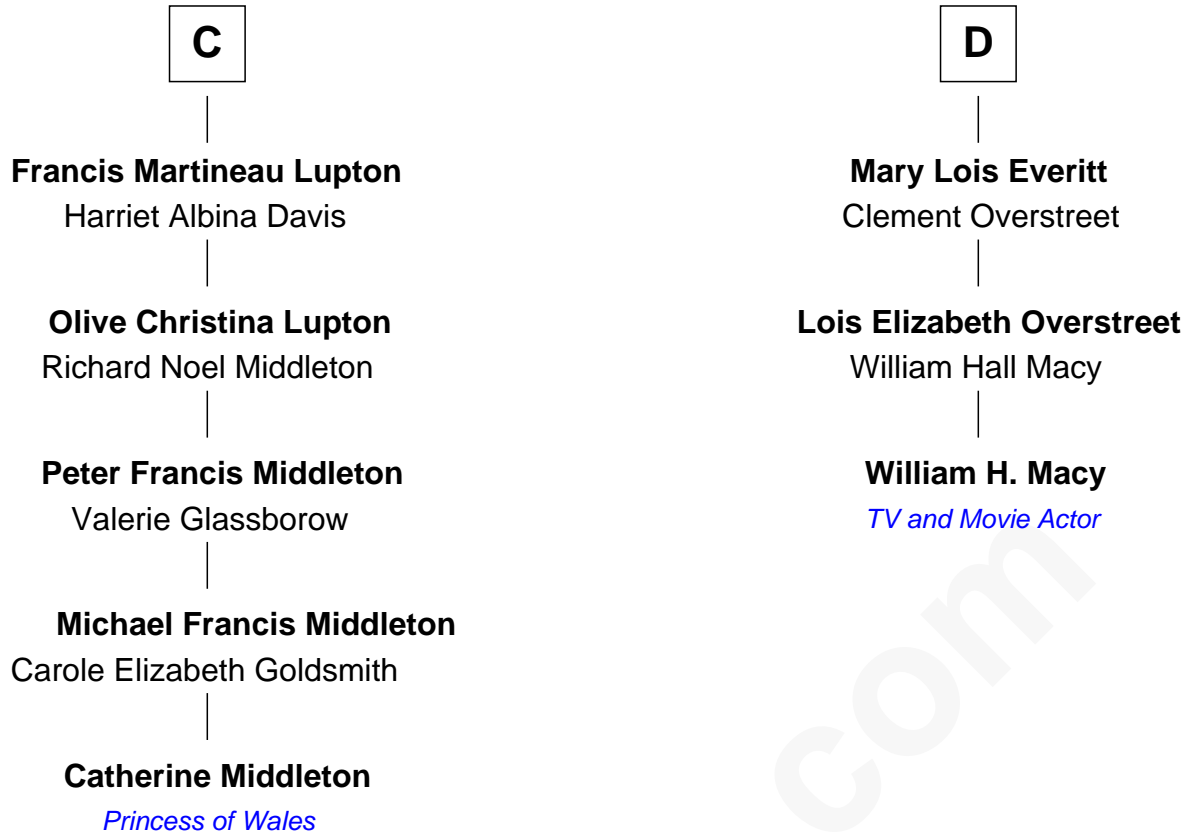 C
Francis Martineau Lupton
Harriet Albina Davis
Olive Christina Lupton
Richard Noel Middleton
Peter Francis Middleton
Valerie Glassborow
Michael Francis Middleton
Carole Elizabeth Goldsmith
Catherine Middleton
Princess of Wales
D
Mary Lois Everitt
Clement Overstreet
Lois Elizabeth Overstreet
William Hall Macy
William H. Macy
TV and Movie Actor
com